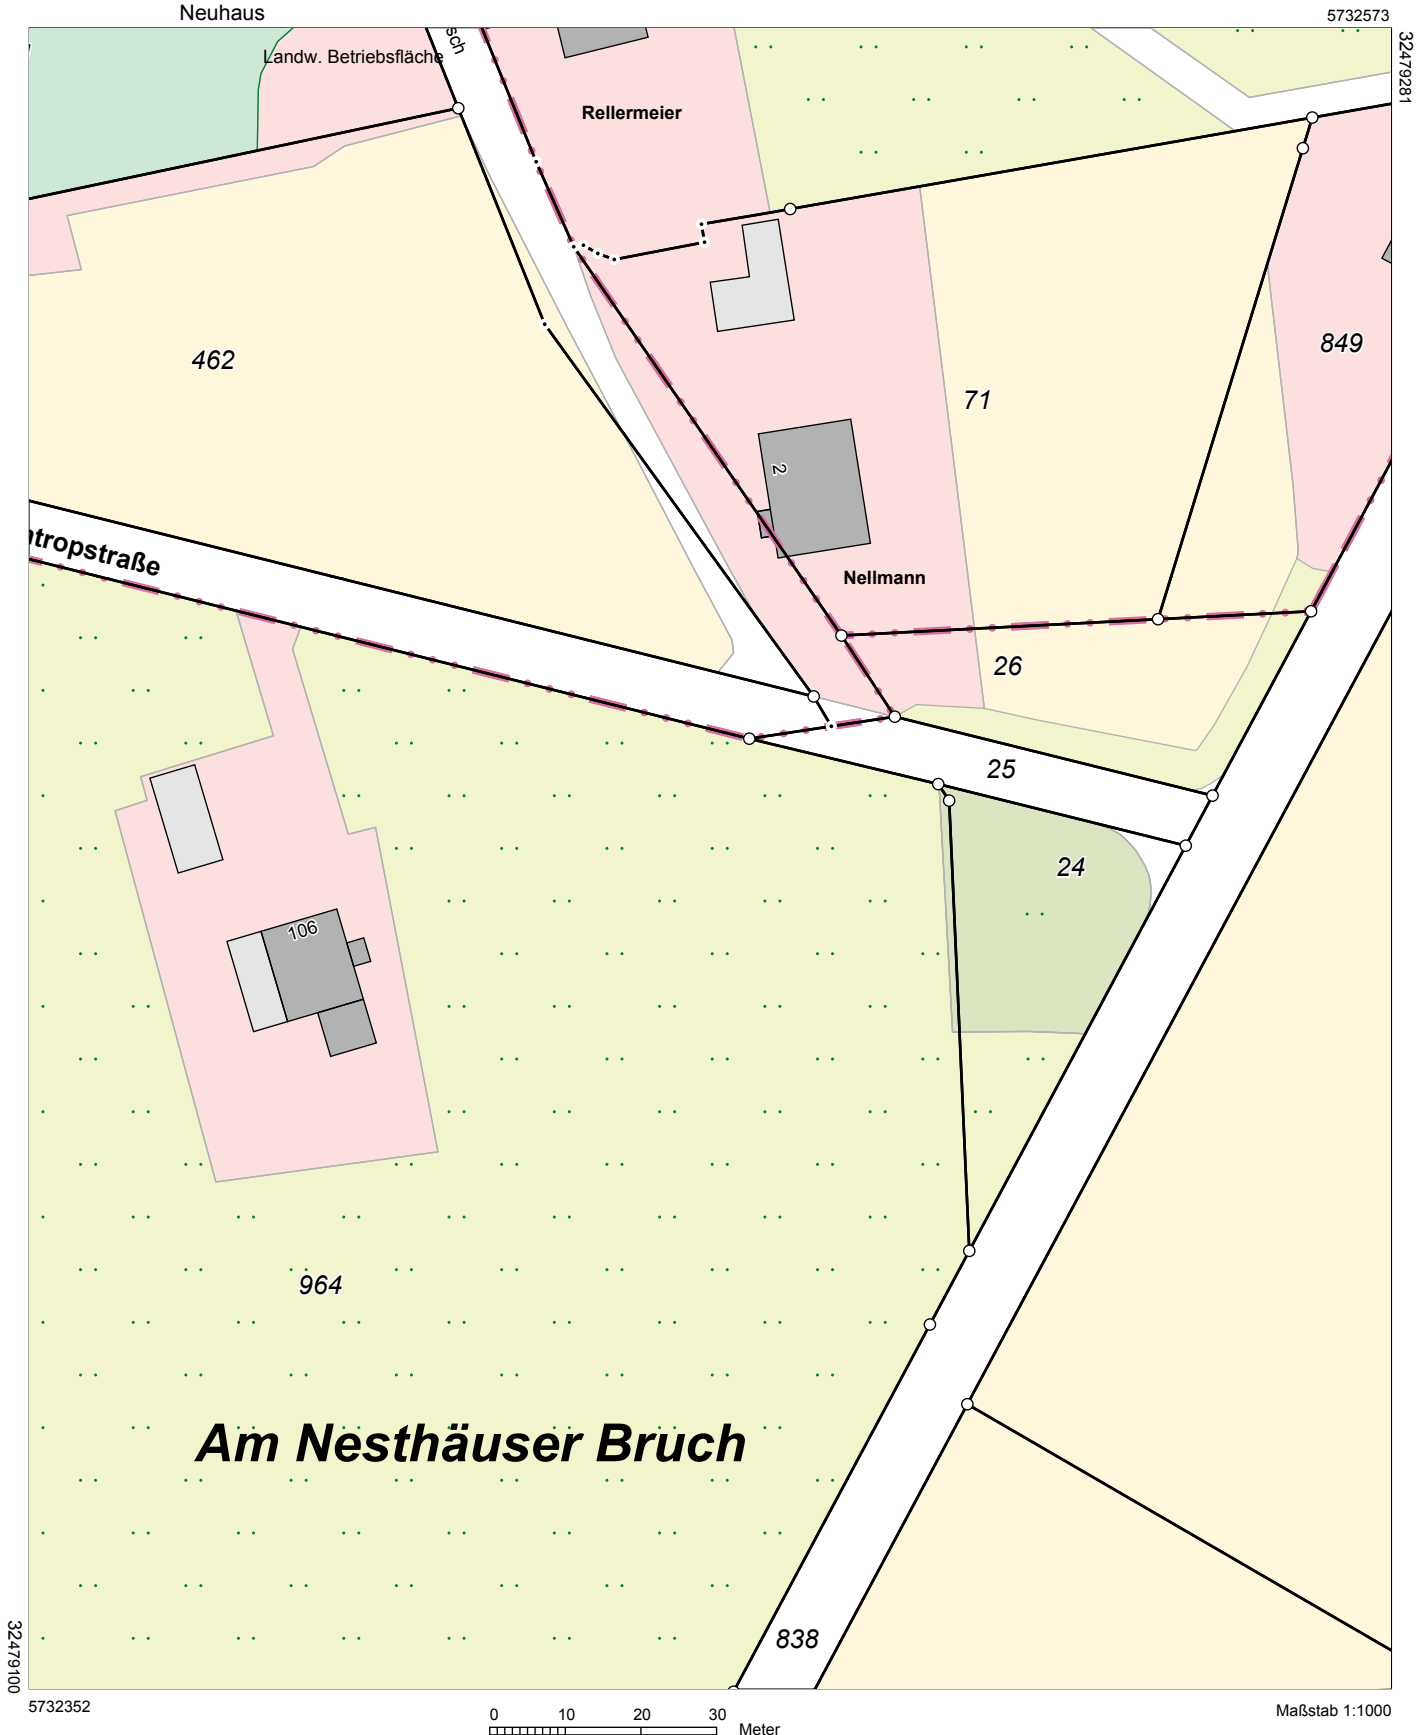 Neuhaus
5732573
32479281
Landw. Betriebsfläche
sch
Rellermeier
462
849
71
2
ntropstraße
Nellmann
26
25
24
106
964
Am Nesthäuser Bruch
838
32479100
5732352
0 10 20 30
Meter
Maßstab 1:1000